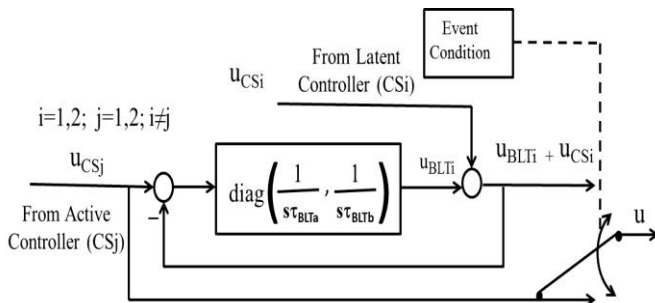 Event
Condition
From Latent
Controller (CSi)
u_CSi
i=1,2; j=1,2; i≠j
u_CSj
diag(1/sτ_BLTa , 1/sτ_BLTb)
u_BLTi
u_BLTi + u_CSi
−
From Active
Controller (CSj)
u